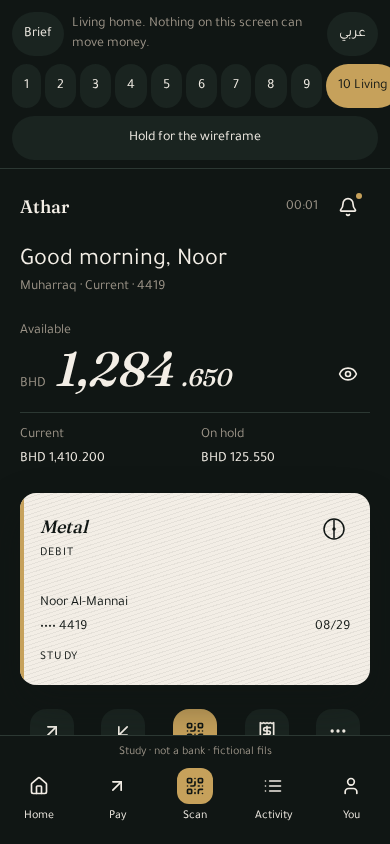 Brief
Living home. Nothing on this screen can
move money.
عربي
1 2 3 4 5 6 7 8 9 10 Living
Hold for the wireframe
Athar
00:01
Good morning, Noor
Muharraq · Current · 4419
Available
BHD 1,284.650
Current On hold
BHD 1,410.200 BHD 125.550
Metal
DEBIT
Noor Al-Mannai
•••• 4419 08/29
STUDY
Study · not a bank · fictional fils
Home Pay Scan Activity You